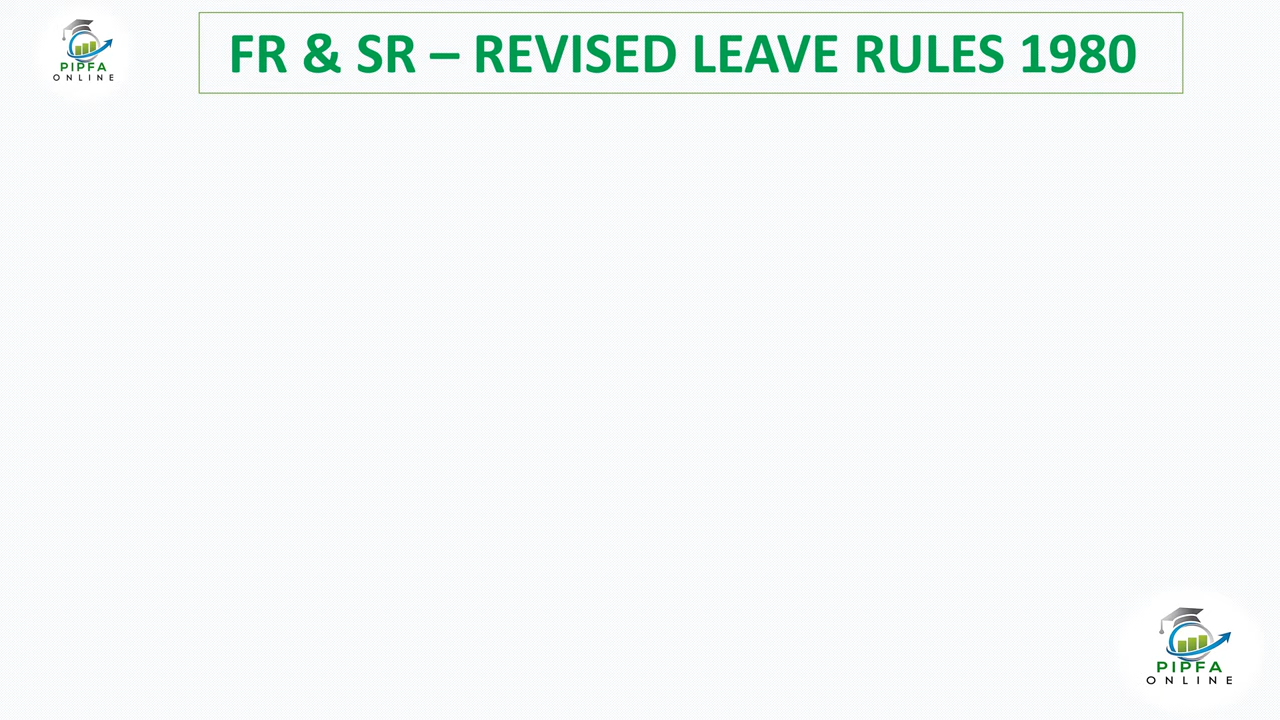 PIPFA
ONLINE
FR & SR – REVISED LEAVE RULES 1980
PIPFA
ONLINE